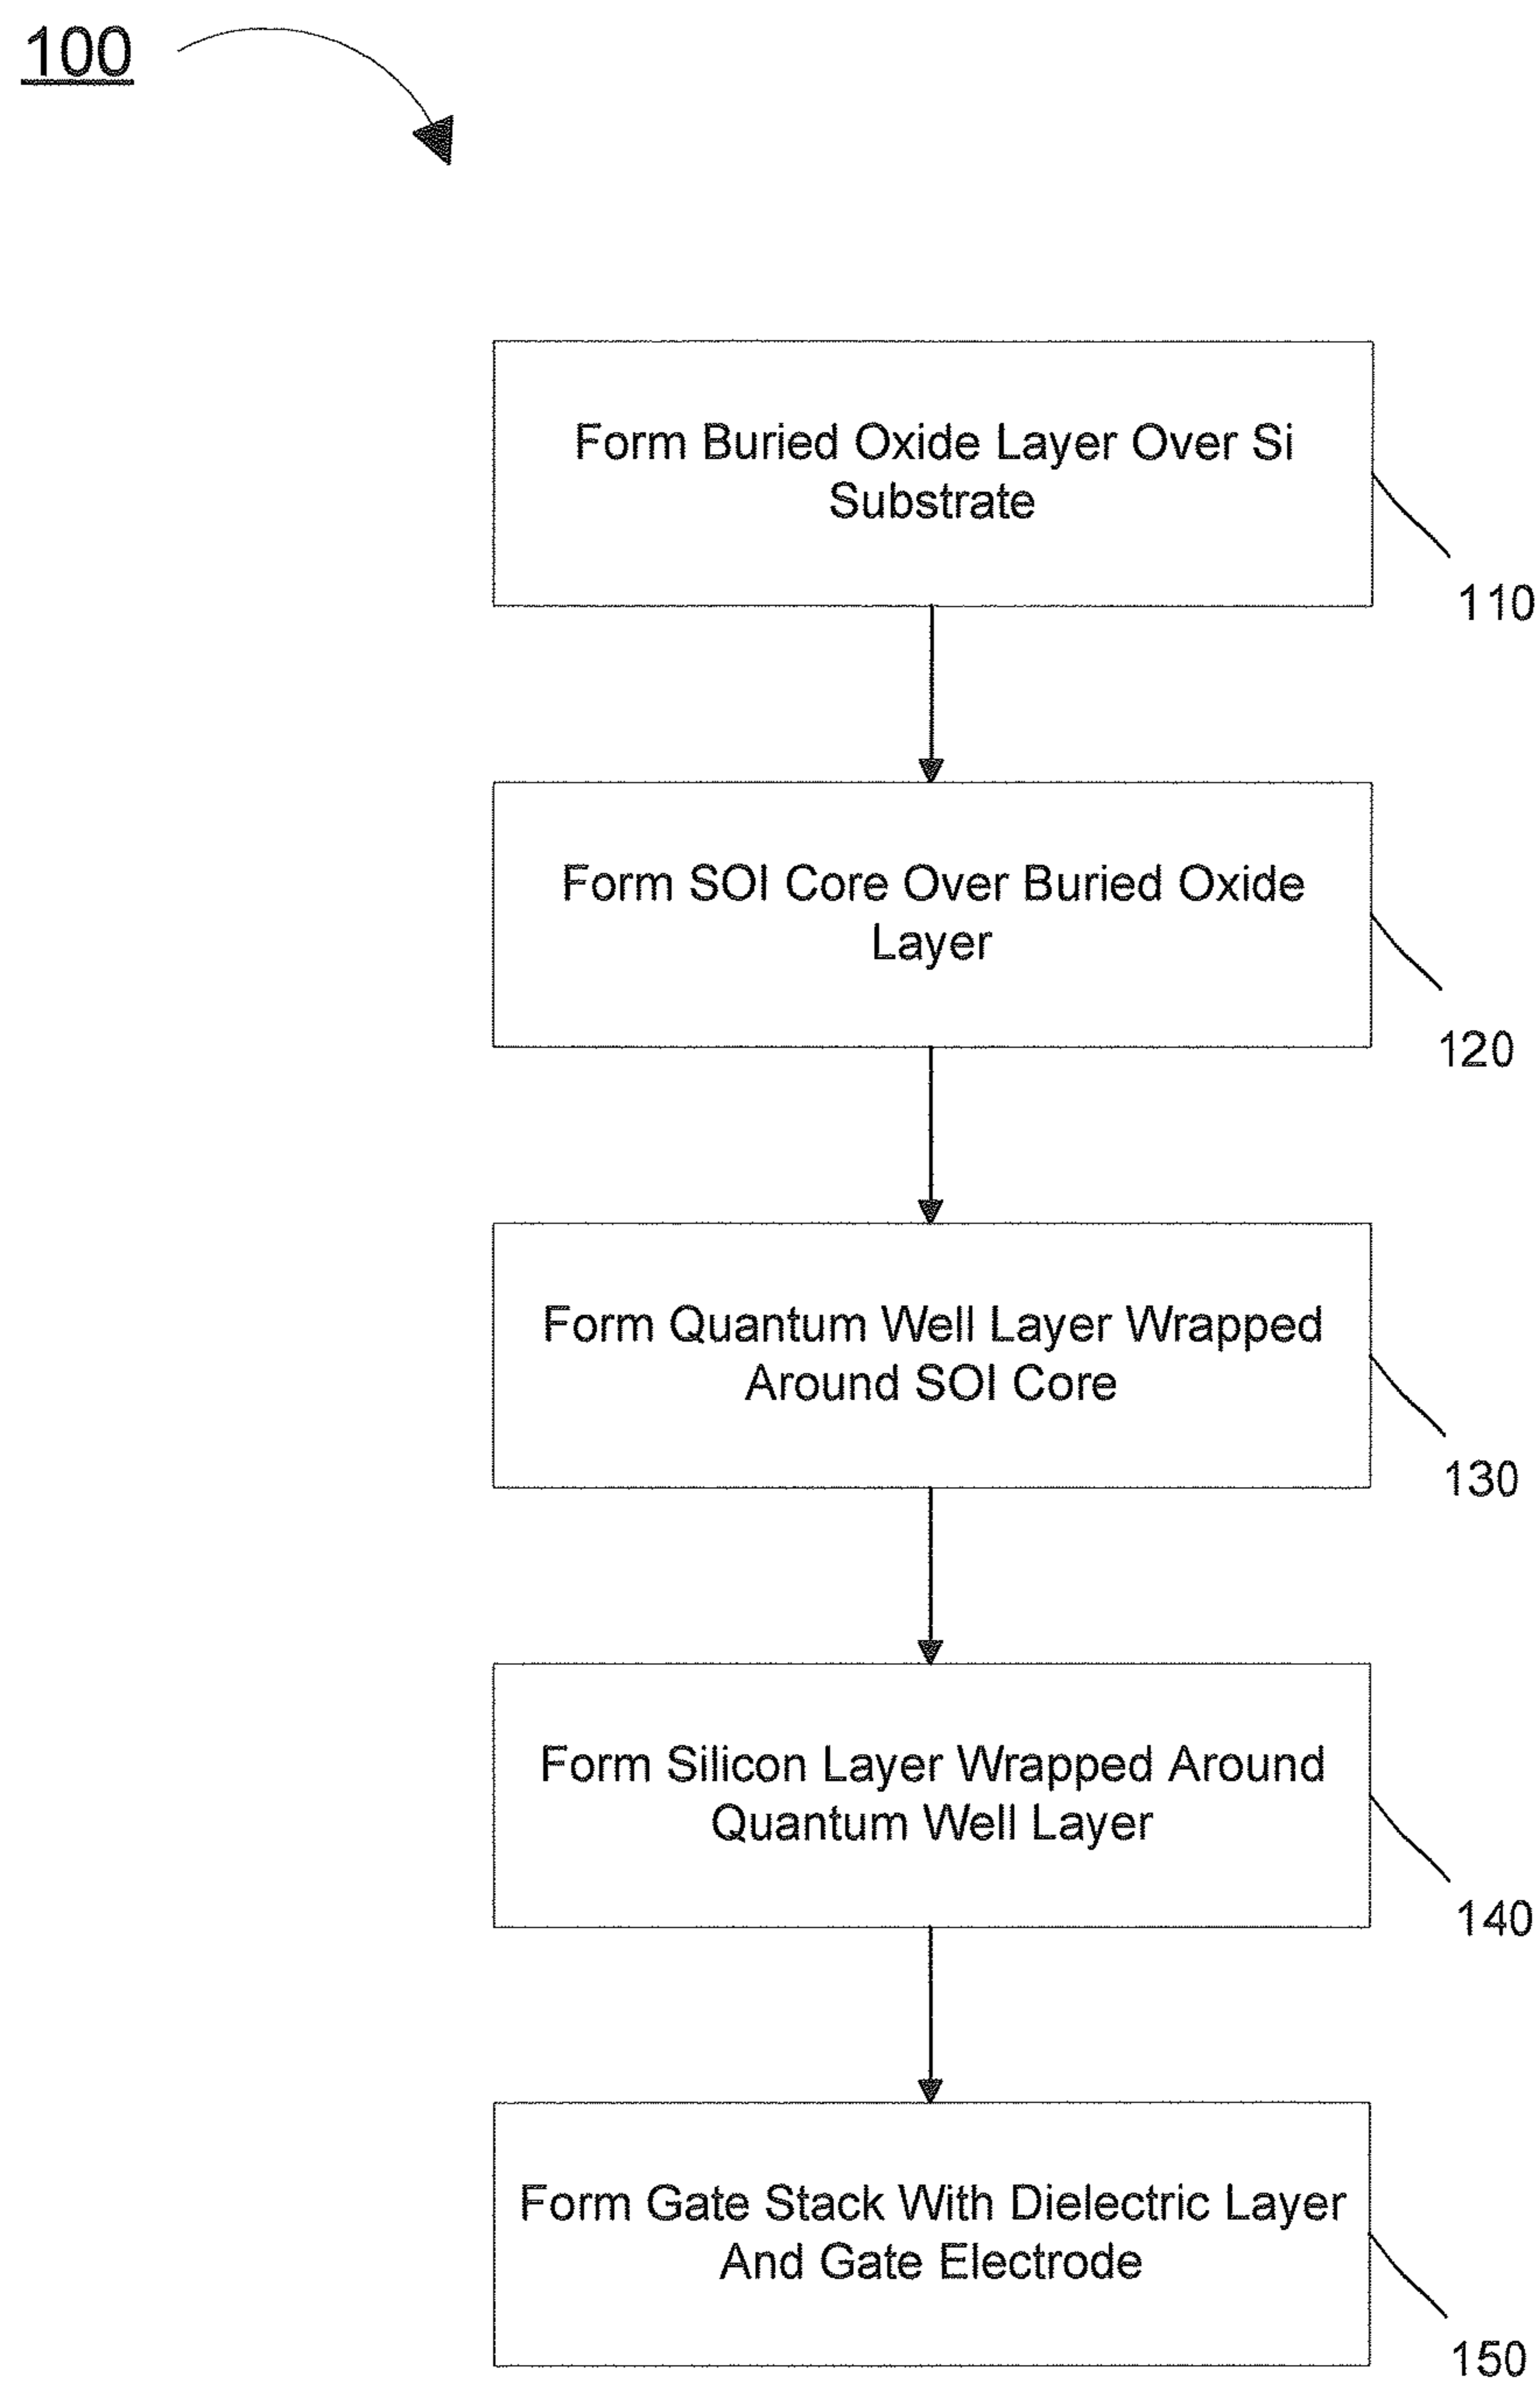 100
Form Buried Oxide Layer Over Si
Substrate
110
Form SOI Core Over Buried Oxide
Layer
120
Form Quantum Well Layer Wrapped
Around SOI Core
130
Form Silicon Layer Wrapped Around
Quantum Well Layer
140
Form Gate Stack With Dielectric Layer
And Gate Electrode
150